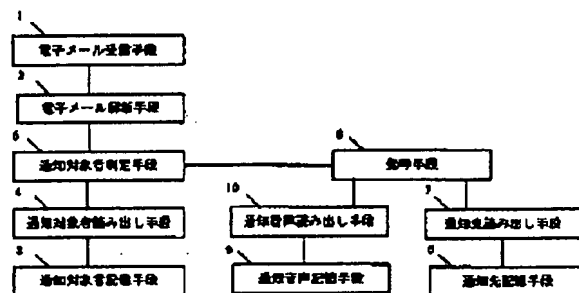 1
電子メール受信手段
2
電子メール解析手段
5
通知対象者判定手段
8
発呼手段
4
通知対象者読み出し手段
10
通知音声読み出し手段
7
通知先読み出し手段
3
通知対象者記憶手段
9
通知音声記憶手段
6
通知先記憶手段